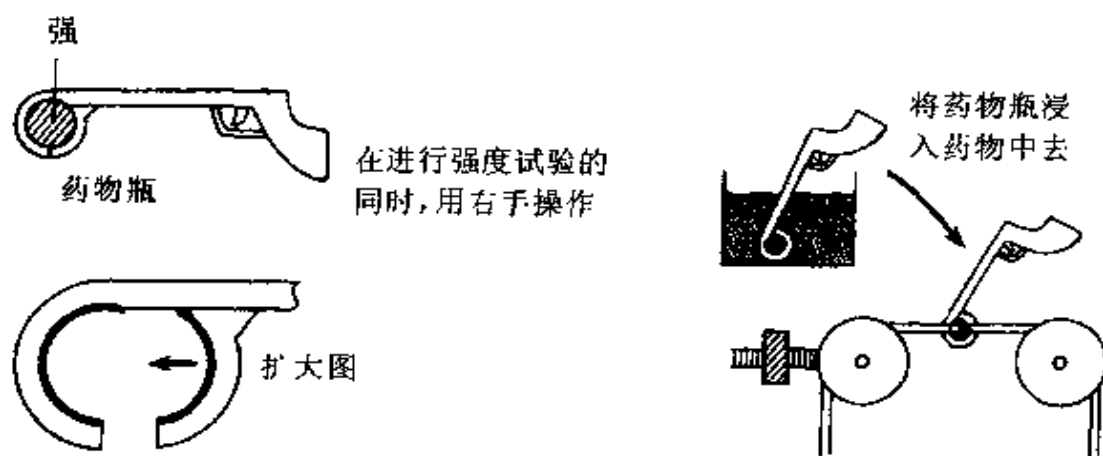 强
药物瓶
在进行强度试验的
同时，用右手操作
扩大图
将药物瓶浸
入药物中去